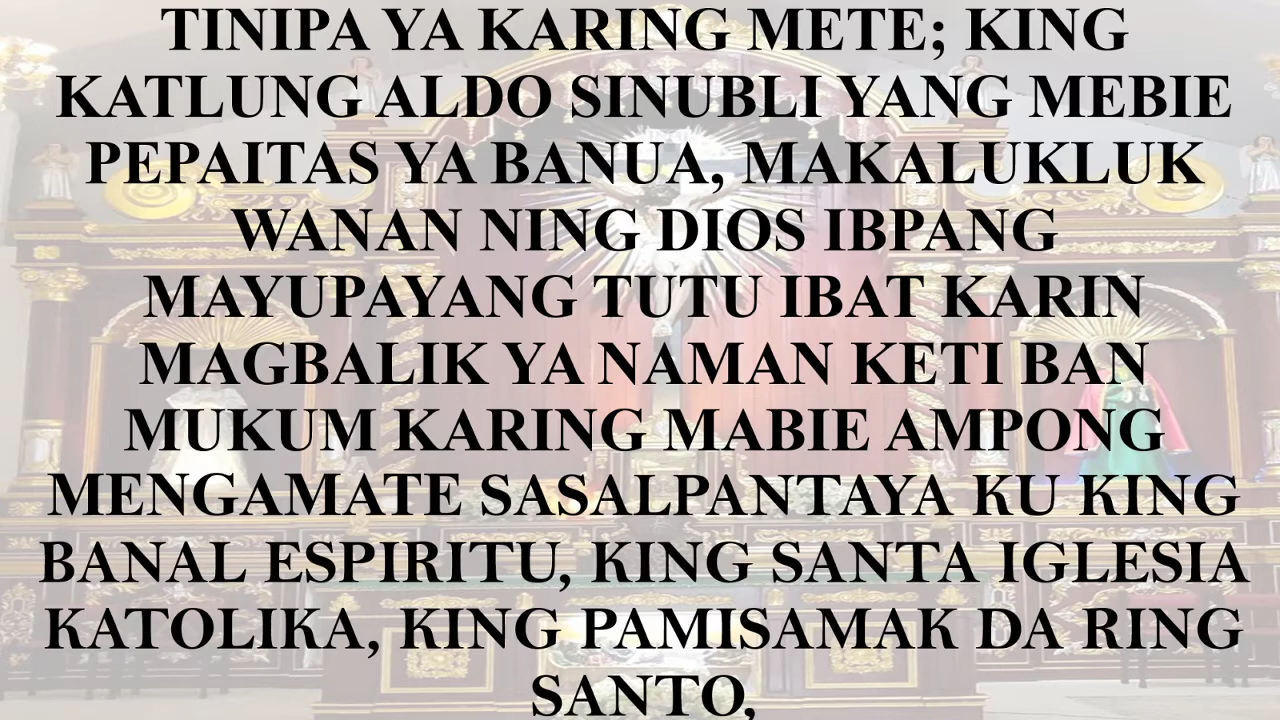 TINIPA YA KARING METE; KING
KATLUNG ALDO SINUBLI YANG MEBIE
PEPAITAS YA BANUA, MAKALUKLUK
WANAN NING DIOS IBPANG
MAYUPAYANG TUTU IBAT KARIN
MAGBALIK YA NAMAN KETI BAN
MUKUM KARING MABIE AMPONG
MENGAMATE SASALPANTAYA KU KING
BANAL ESPIRITU, KING SANTA IGLESIA
KATOLIKA, KING PAMISAMAK DA RING
SANTO,